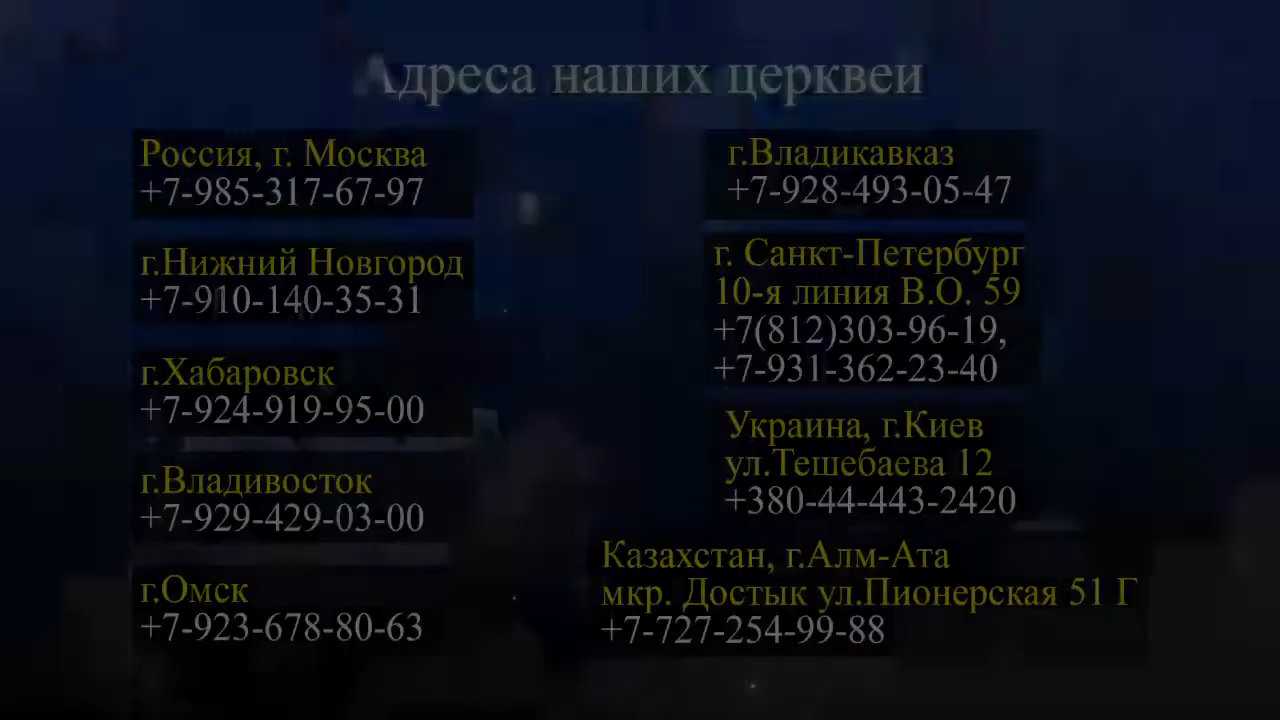 Адреса наших церквеи
Россия, г. Москва
+7-985-317-67-97
г.Нижний Новгород
+7-910-140-35-31
г.Хабаровск
+7-924-919-95-00
г.Владивосток
+7-929-429-03-00
г.Омск
+7-923-678-80-63
г.Владикавказ
+7-928-493-05-47
г. Санкт-Петербург
10-я линия В.О. 59
+7(812)303-96-19,
+7-931-362-23-40
Украина, г.Киев
ул.Тешебаева 12
+380-44-443-2420
Казахстан, г.Алм-Ата
мкр. Достык ул.Пионерская 51 Г
+7-727-254-99-88